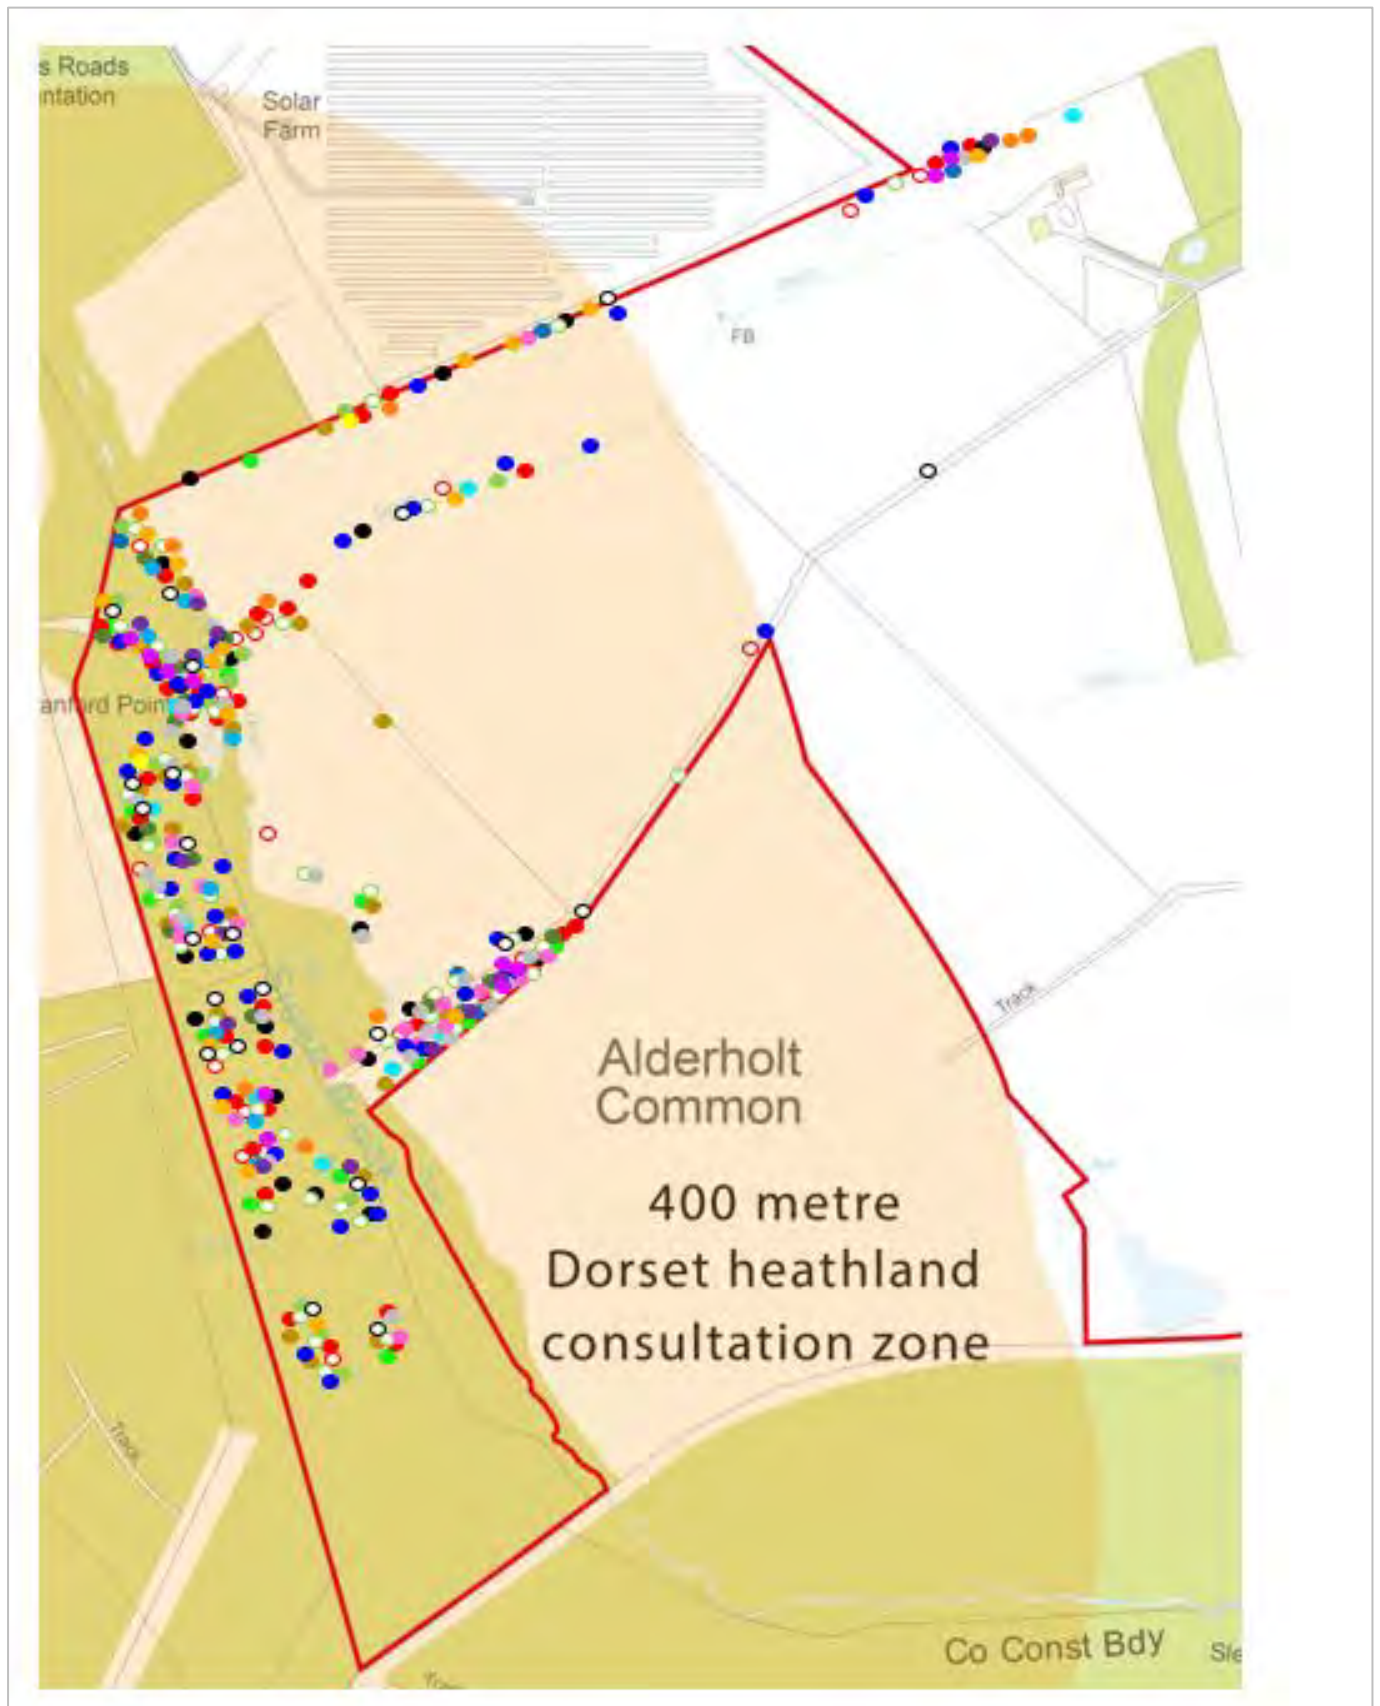 s Roads
ntation
Solar
Farm
FB
anford Point
Track
Alderholt
Common
400 metre
Dorset heathland
consultation zone
Track
Co Const Bdy
Sle